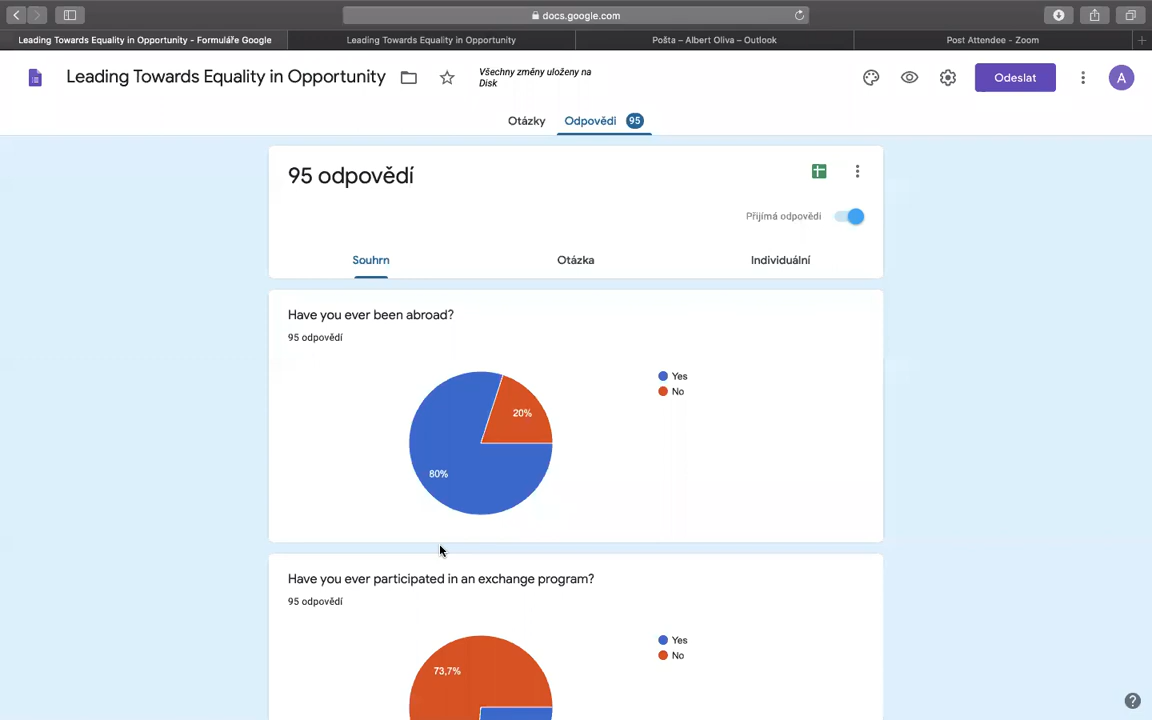 docs.google.com
Leading Towards Equality in Opportunity - Formuláře Google
Leading Towards Equality in Opportunity
Pošta – Albert Oliva – Outlook
Post Attendee - Zoom
Leading Towards Equality in Opportunity
Všechny změny uloženy na
Disk
Odeslat
A
Otázky
Odpovědi 95
95 odpovědí
Přijímá odpovědi
Souhrn
Otázka
Individuální
Have you ever been abroad?
95 odpovědí
Yes
No
20%
80%
Have you ever participated in an exchange program?
95 odpovědí
Yes
No
73,7%